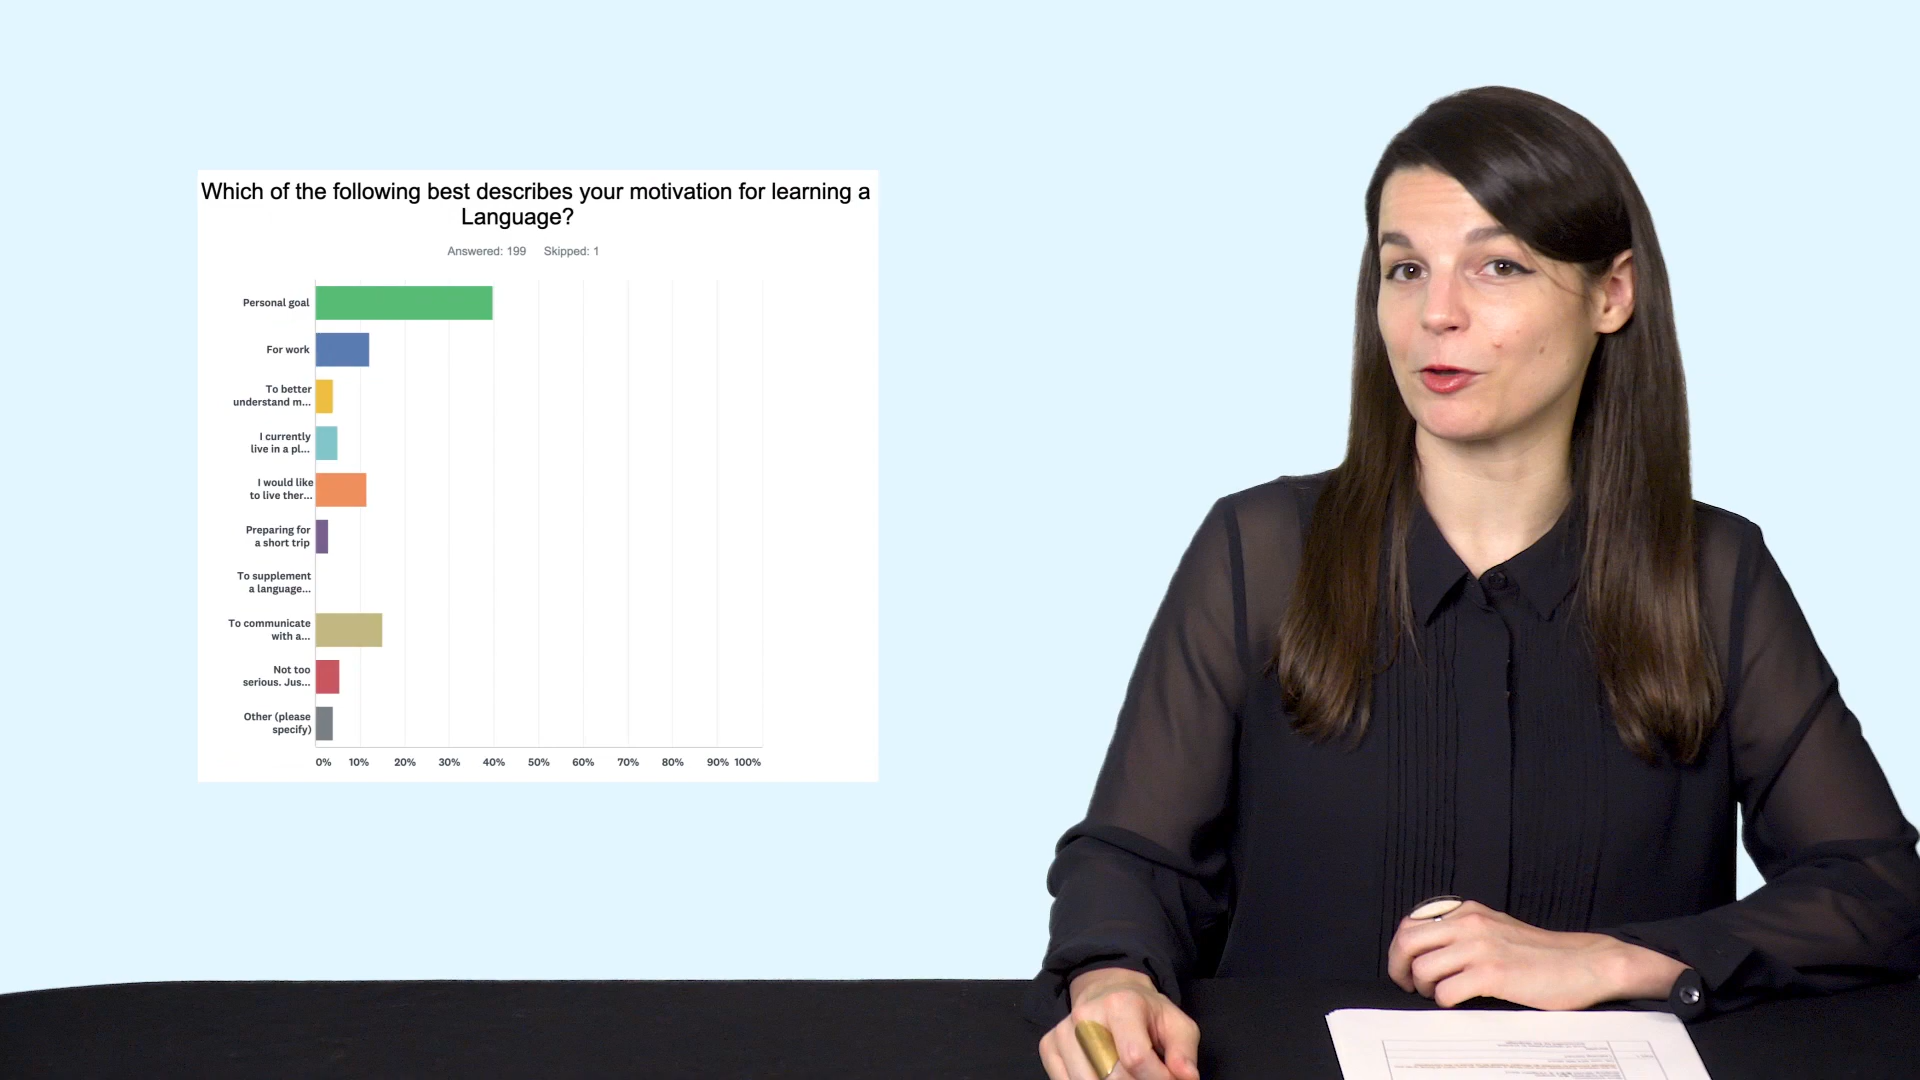 Which of the following best describes your motivation for learning a
Language?
Answered: 199 Skipped: 1
Personal goal
For work
To better
understand m...
I currently
live in a pl...
I would like
to live ther...
Preparing for
a short trip
To supplement
a language...
To communicate
with a...
Not too
serious. Jus...
Other (please
specify)
0% 10% 20% 30% 40% 50% 60% 70% 80% 90% 100%